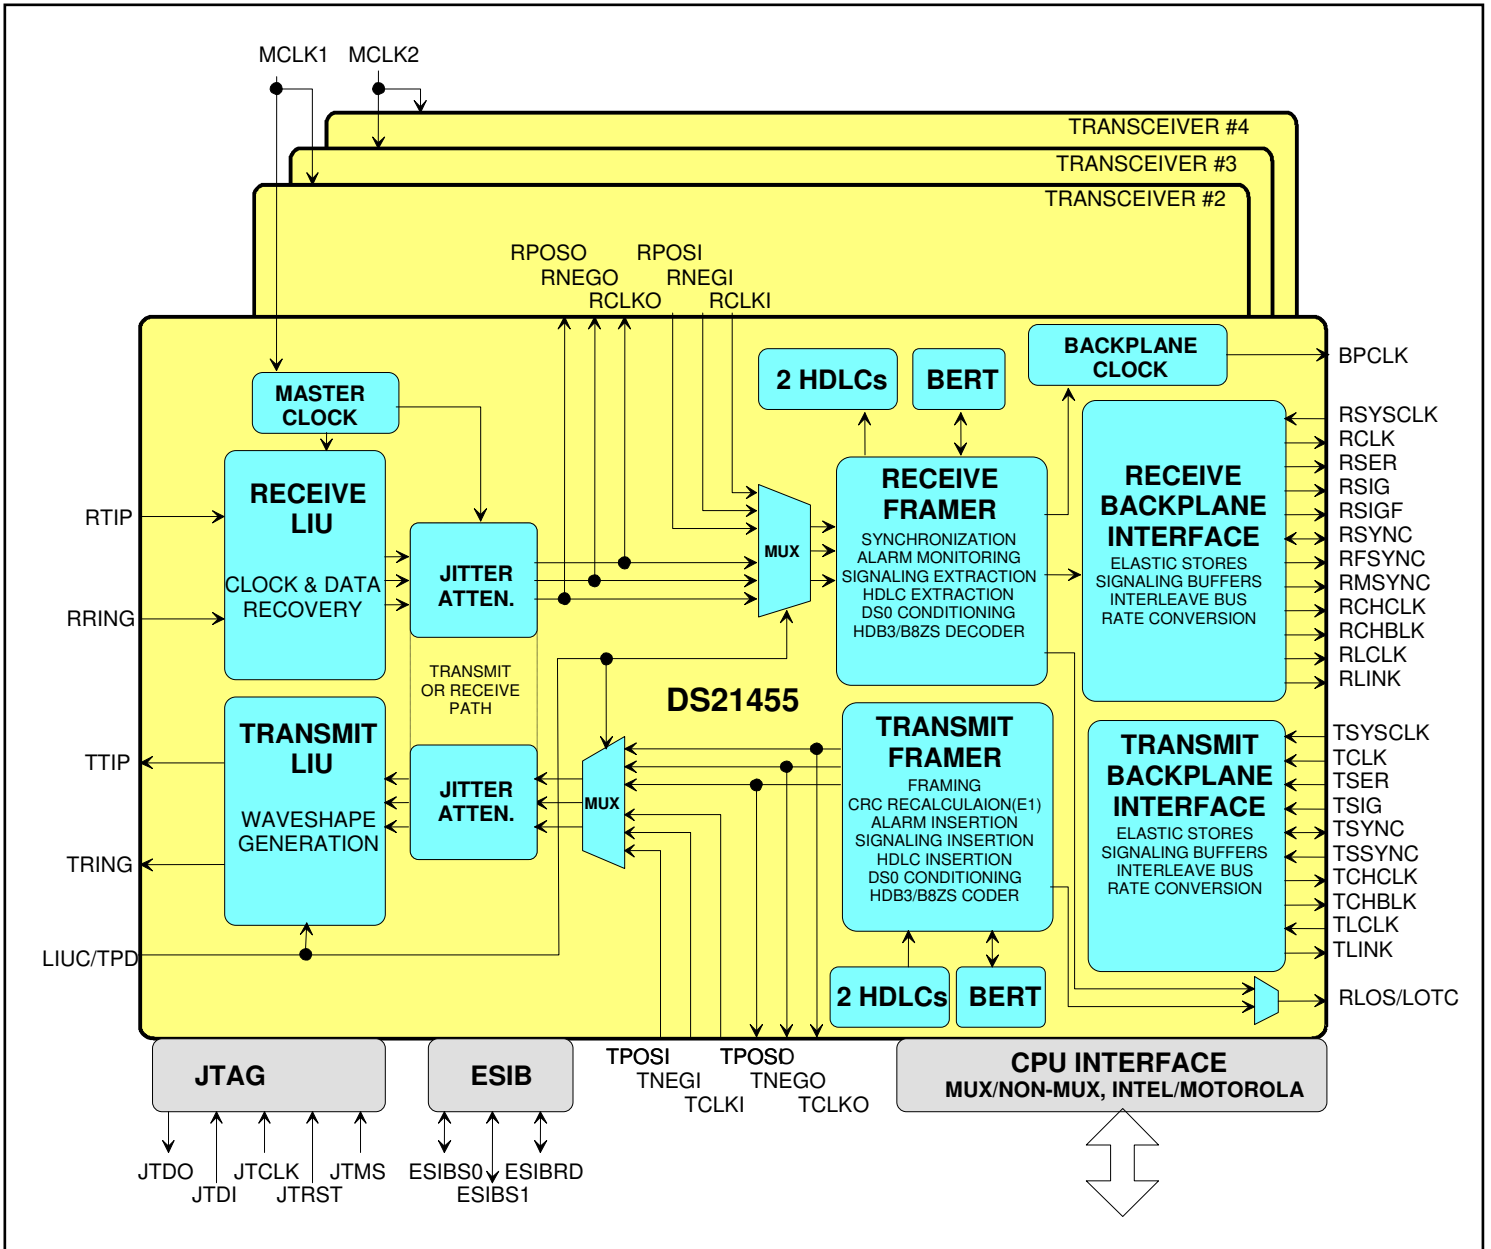 MCLK1
MCLK2
TRANSCEIVER #4
TRANSCEIVER #3
TRANSCEIVER #2
RPOSO
RNEGO
RCLKO
RPOSI
RNEGI
RCLKI
MASTER
CLOCK
2 HDLCs
BERT
BACKPLANE
CLOCK
BPCLK
RTIP
RRING
RECEIVE
LIU
CLOCK & DATA
RECOVERY
JITTER
ATTEN.
MUX
RECEIVE
FRAMER
SYNCHRONIZATION
ALARM MONITORING
SIGNALING EXTRACTION
HDLC EXTRACTION
DS0 CONDITIONING
HDB3/B8ZS DECODER
RECEIVE
BACKPLANE
INTERFACE
ELASTIC STORES
SIGNALING BUFFERS
INTERLEAVE BUS
RATE CONVERSION
RSYSCLK
RCLK
RSER
RSIG
RSIGF
RSYNC
RFSYNC
RMSYNC
RCHCLK
RCHBLK
RLCLK
RLINK
TRANSMIT
OR RECEIVE
PATH
DS21455
TTIP
TRING
LIUC/TPD
TRANSMIT
LIU
WAVESHAPE
GENERATION
JITTER
ATTEN.
MUX
TRANSMIT
FRAMER
FRAMING
CRC RECALCULAION(E1)
ALARM INSERTION
SIGNALING INSERTION
HDLC INSERTION
DS0 CONDITIONING
HDB3/B8ZS CODER
TRANSMIT
BACKPLANE
INTERFACE
ELASTIC STORES
SIGNALING BUFFERS
INTERLEAVE BUS
RATE CONVERSION
TSYSCLK
TCLK
TSER
TSIG
TSYNC
TSSYNC
TCHCLK
TCHBLK
TLCLK
TLINK
2 HDLCs
BERT
RLOS/LOTC
JTAG
ESIB
TPOSI
TNEGI
TCLKI
TPOSO
TNEGO
TCLKO
CPU INTERFACE
MUX/NON-MUX, INTEL/MOTOROLA
JTDO
JTDI
JTCLK
JTRST
JTMS
ESIBS0
ESIBS1
ESIBRD